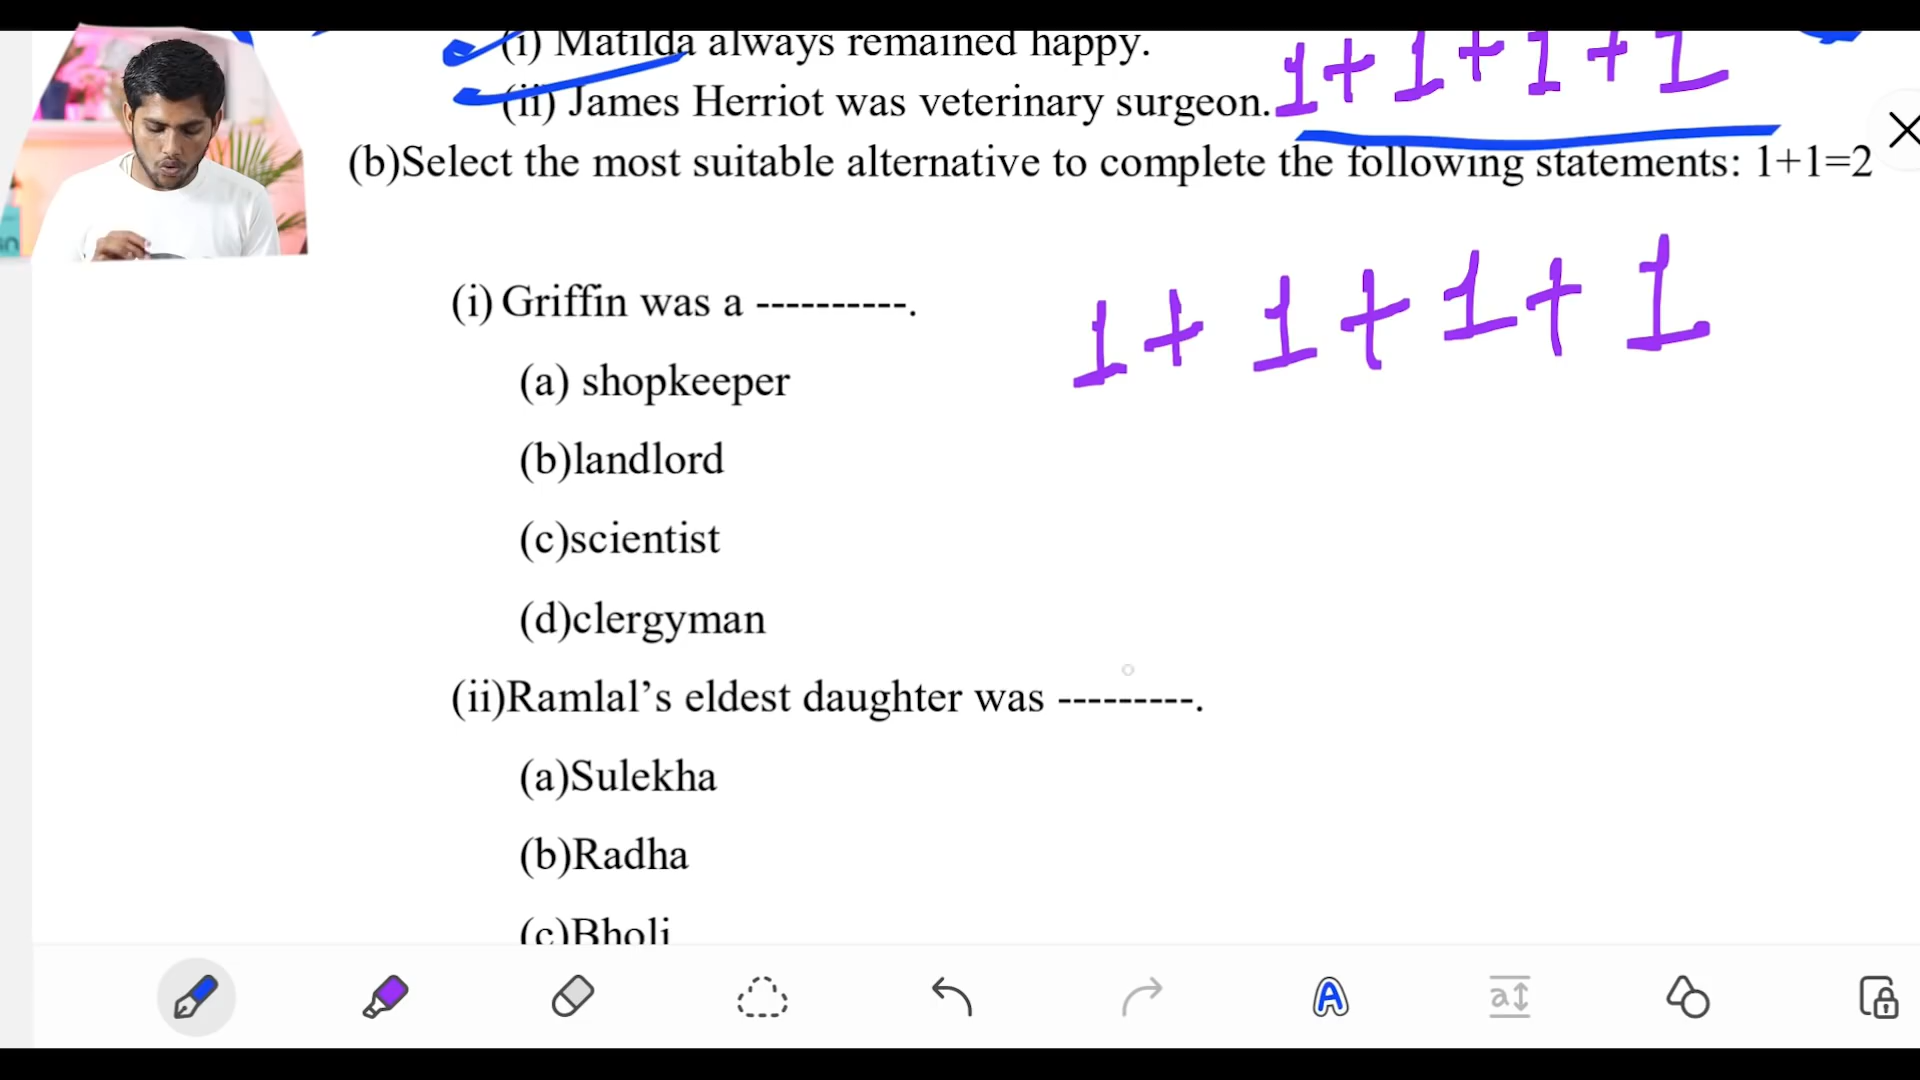 (i) Matilda always remained happy.
1+1+1+1
(ii) James Herriot was veterinary surgeon.
(b)Select the most suitable alternative to complete the following statements: 1+1=2
(i) Griffin was a ----------.
1+1+1+1
(a) shopkeeper
(b)landlord
(c)scientist
(d)clergyman
(ii)Ramlal’s eldest daughter was ---------.
(a)Sulekha
(b)Radha
(c)Bholi